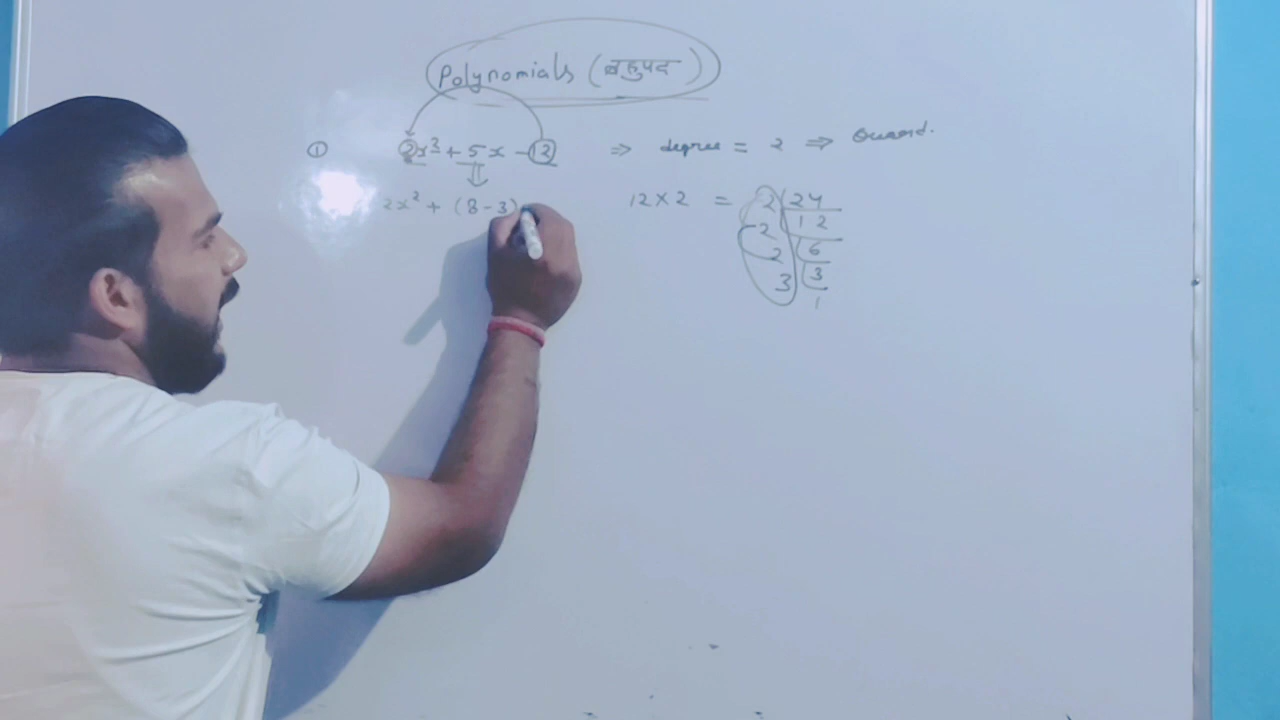 Polynomials (बहुपद)
① 2x² + 5x - 12 ⇒ degree = 2 ⇒
⇓
2x² + (8-3) 12 × 2 = 2 | 24
2 | 12
2 | 6
3 | 3
1